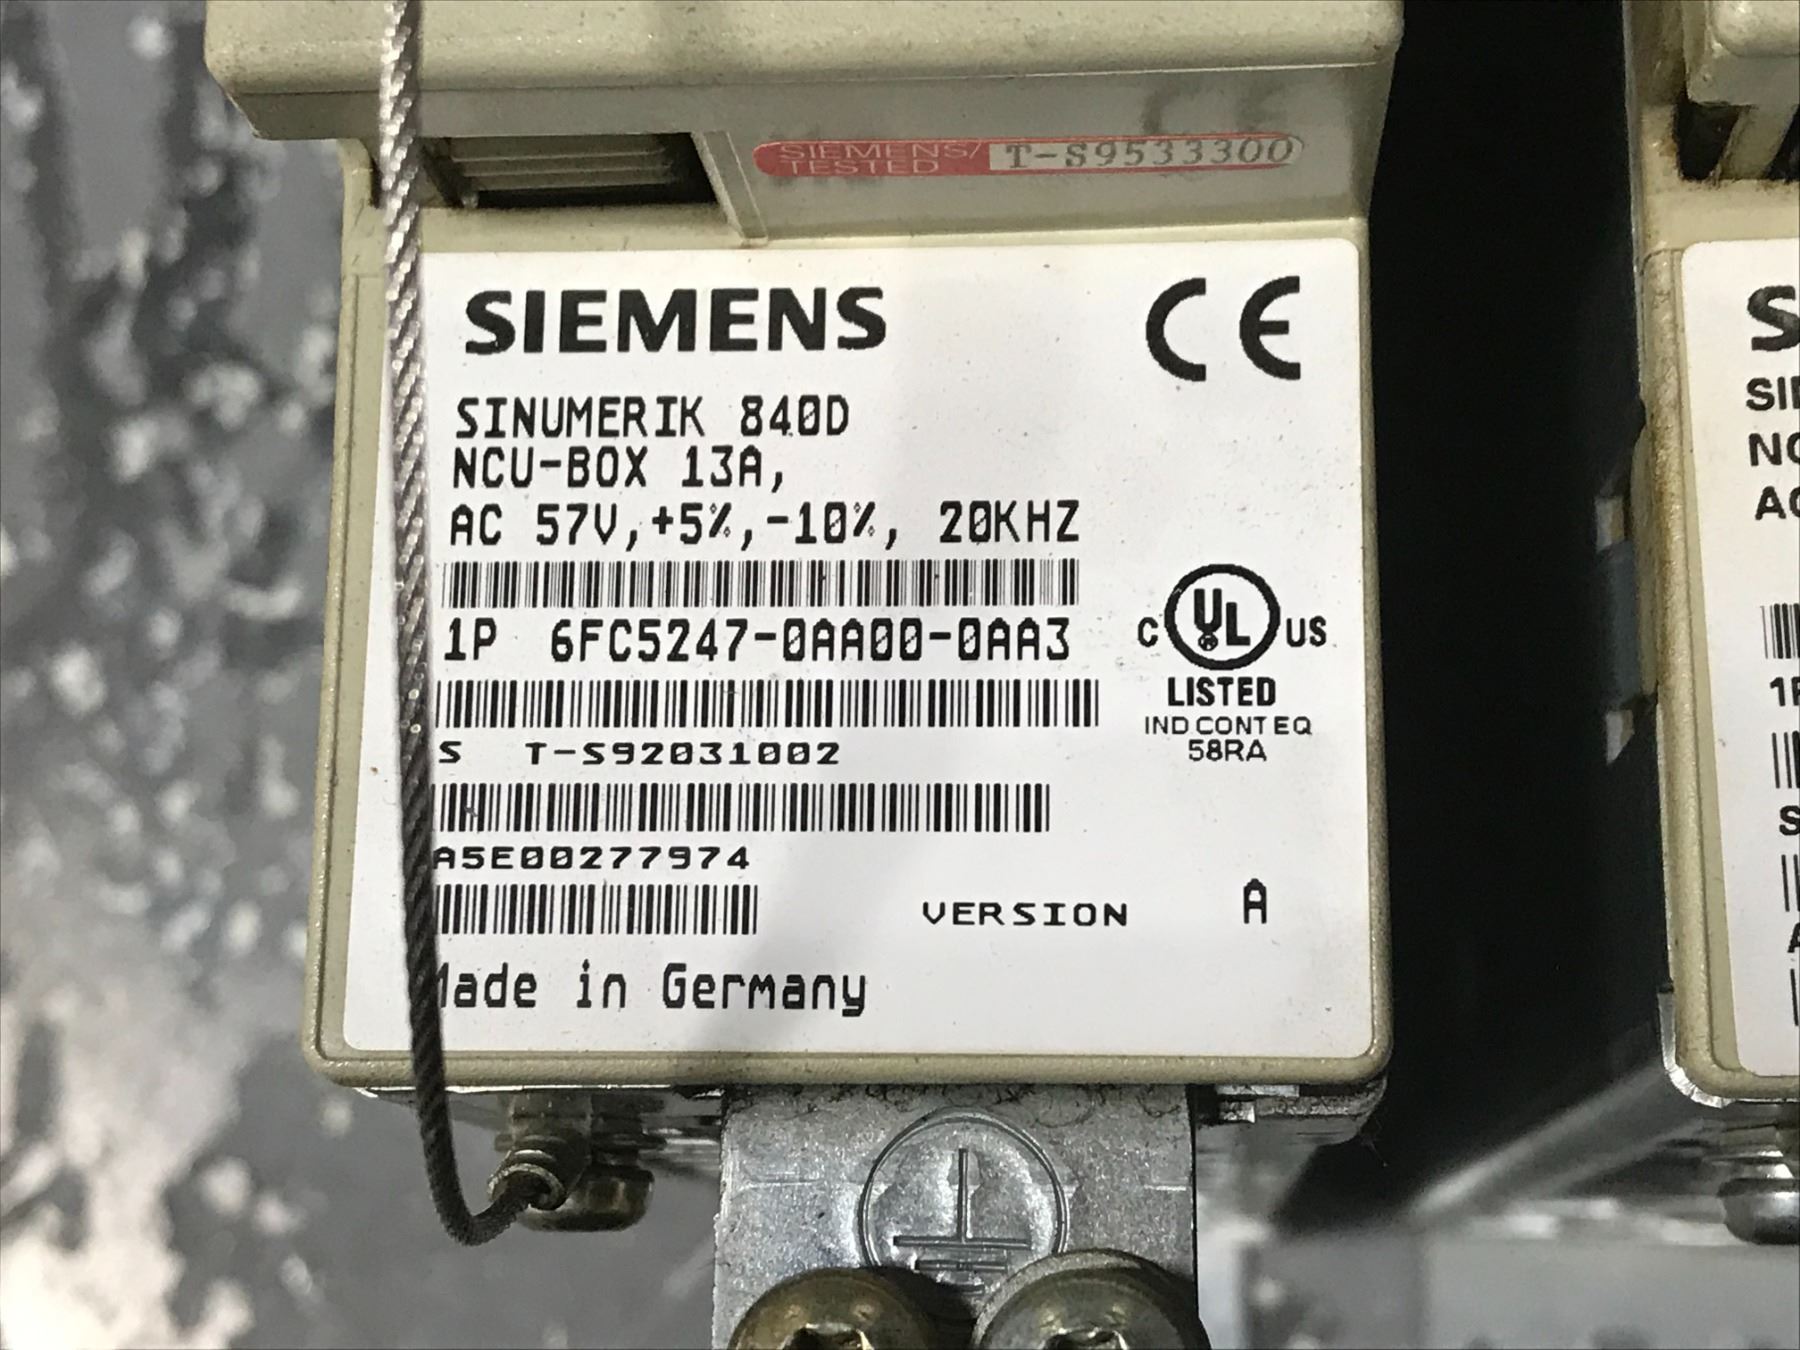 SIEMENS/
TESTED
T-S9533300
SIEMENS
CE
SINUMERIK 840D
NCU-BOX 13A,
AC 57V,+5%,-10%, 20KHZ
1P 6FC5247-0AA00-0AA3
C UL US
LISTED
IND CONT EQ
58RA
S T-S92031002
A5E00277974
VERSION A
Made in Germany